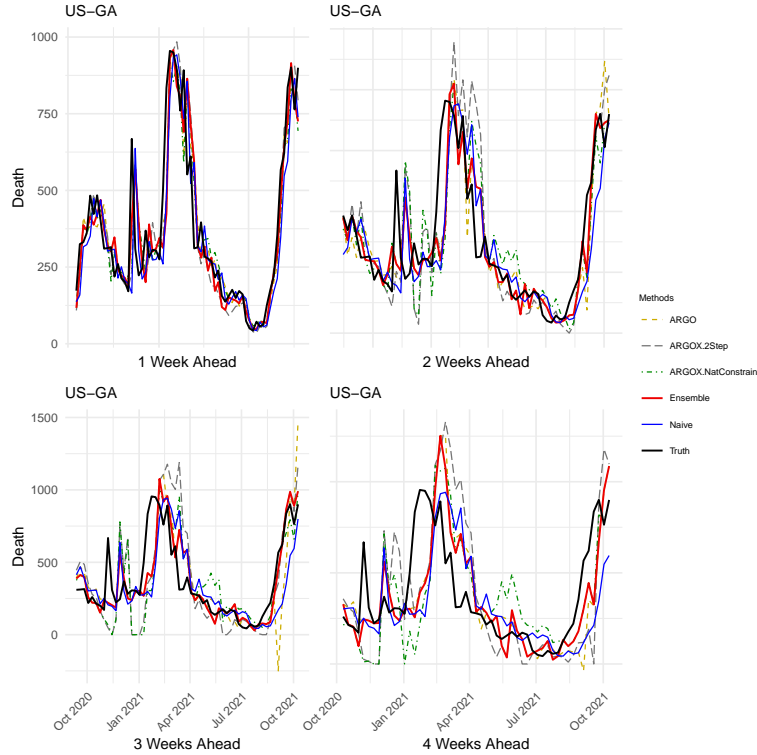 US−GA
US−GA
1000
750
500
250
0
Death
1 Week Ahead
2 Weeks Ahead
Methods
ARGO
ARGOX.2Step
ARGOX.NatConstrain
Ensemble
Naive
Truth
US−GA
US−GA
1500
1000
500
0
Death
Oct 2020
Jan 2021
Apr 2021
Jul 2021
Oct 2021
Oct 2020
Jan 2021
Apr 2021
Jul 2021
Oct 2021
3 Weeks Ahead
4 Weeks Ahead